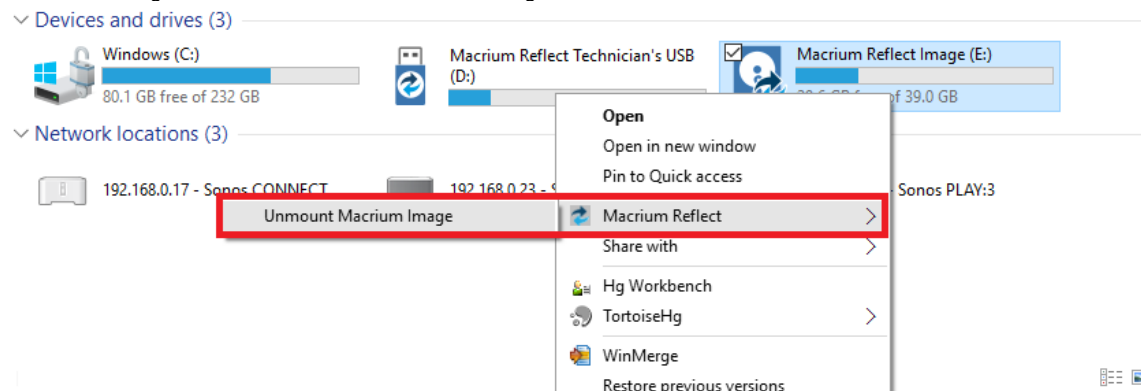 Devices and drives (3)
Windows (C:)
80.1 GB free of 232 GB
Macrium Reflect Technician's USB
(D:)
Macrium Reflect Image (E:)
of 39.0 GB
Network locations (3)
192.168.0.17 - Sonos CONNECT
192.168.0.23 -
- Sonos PLAY:3
Open
Open in new window
Pin to Quick access
Macrium Reflect
Unmount Macrium Image
Share with
Hg Workbench
TortoiseHg
WinMerge
Restore previous versions